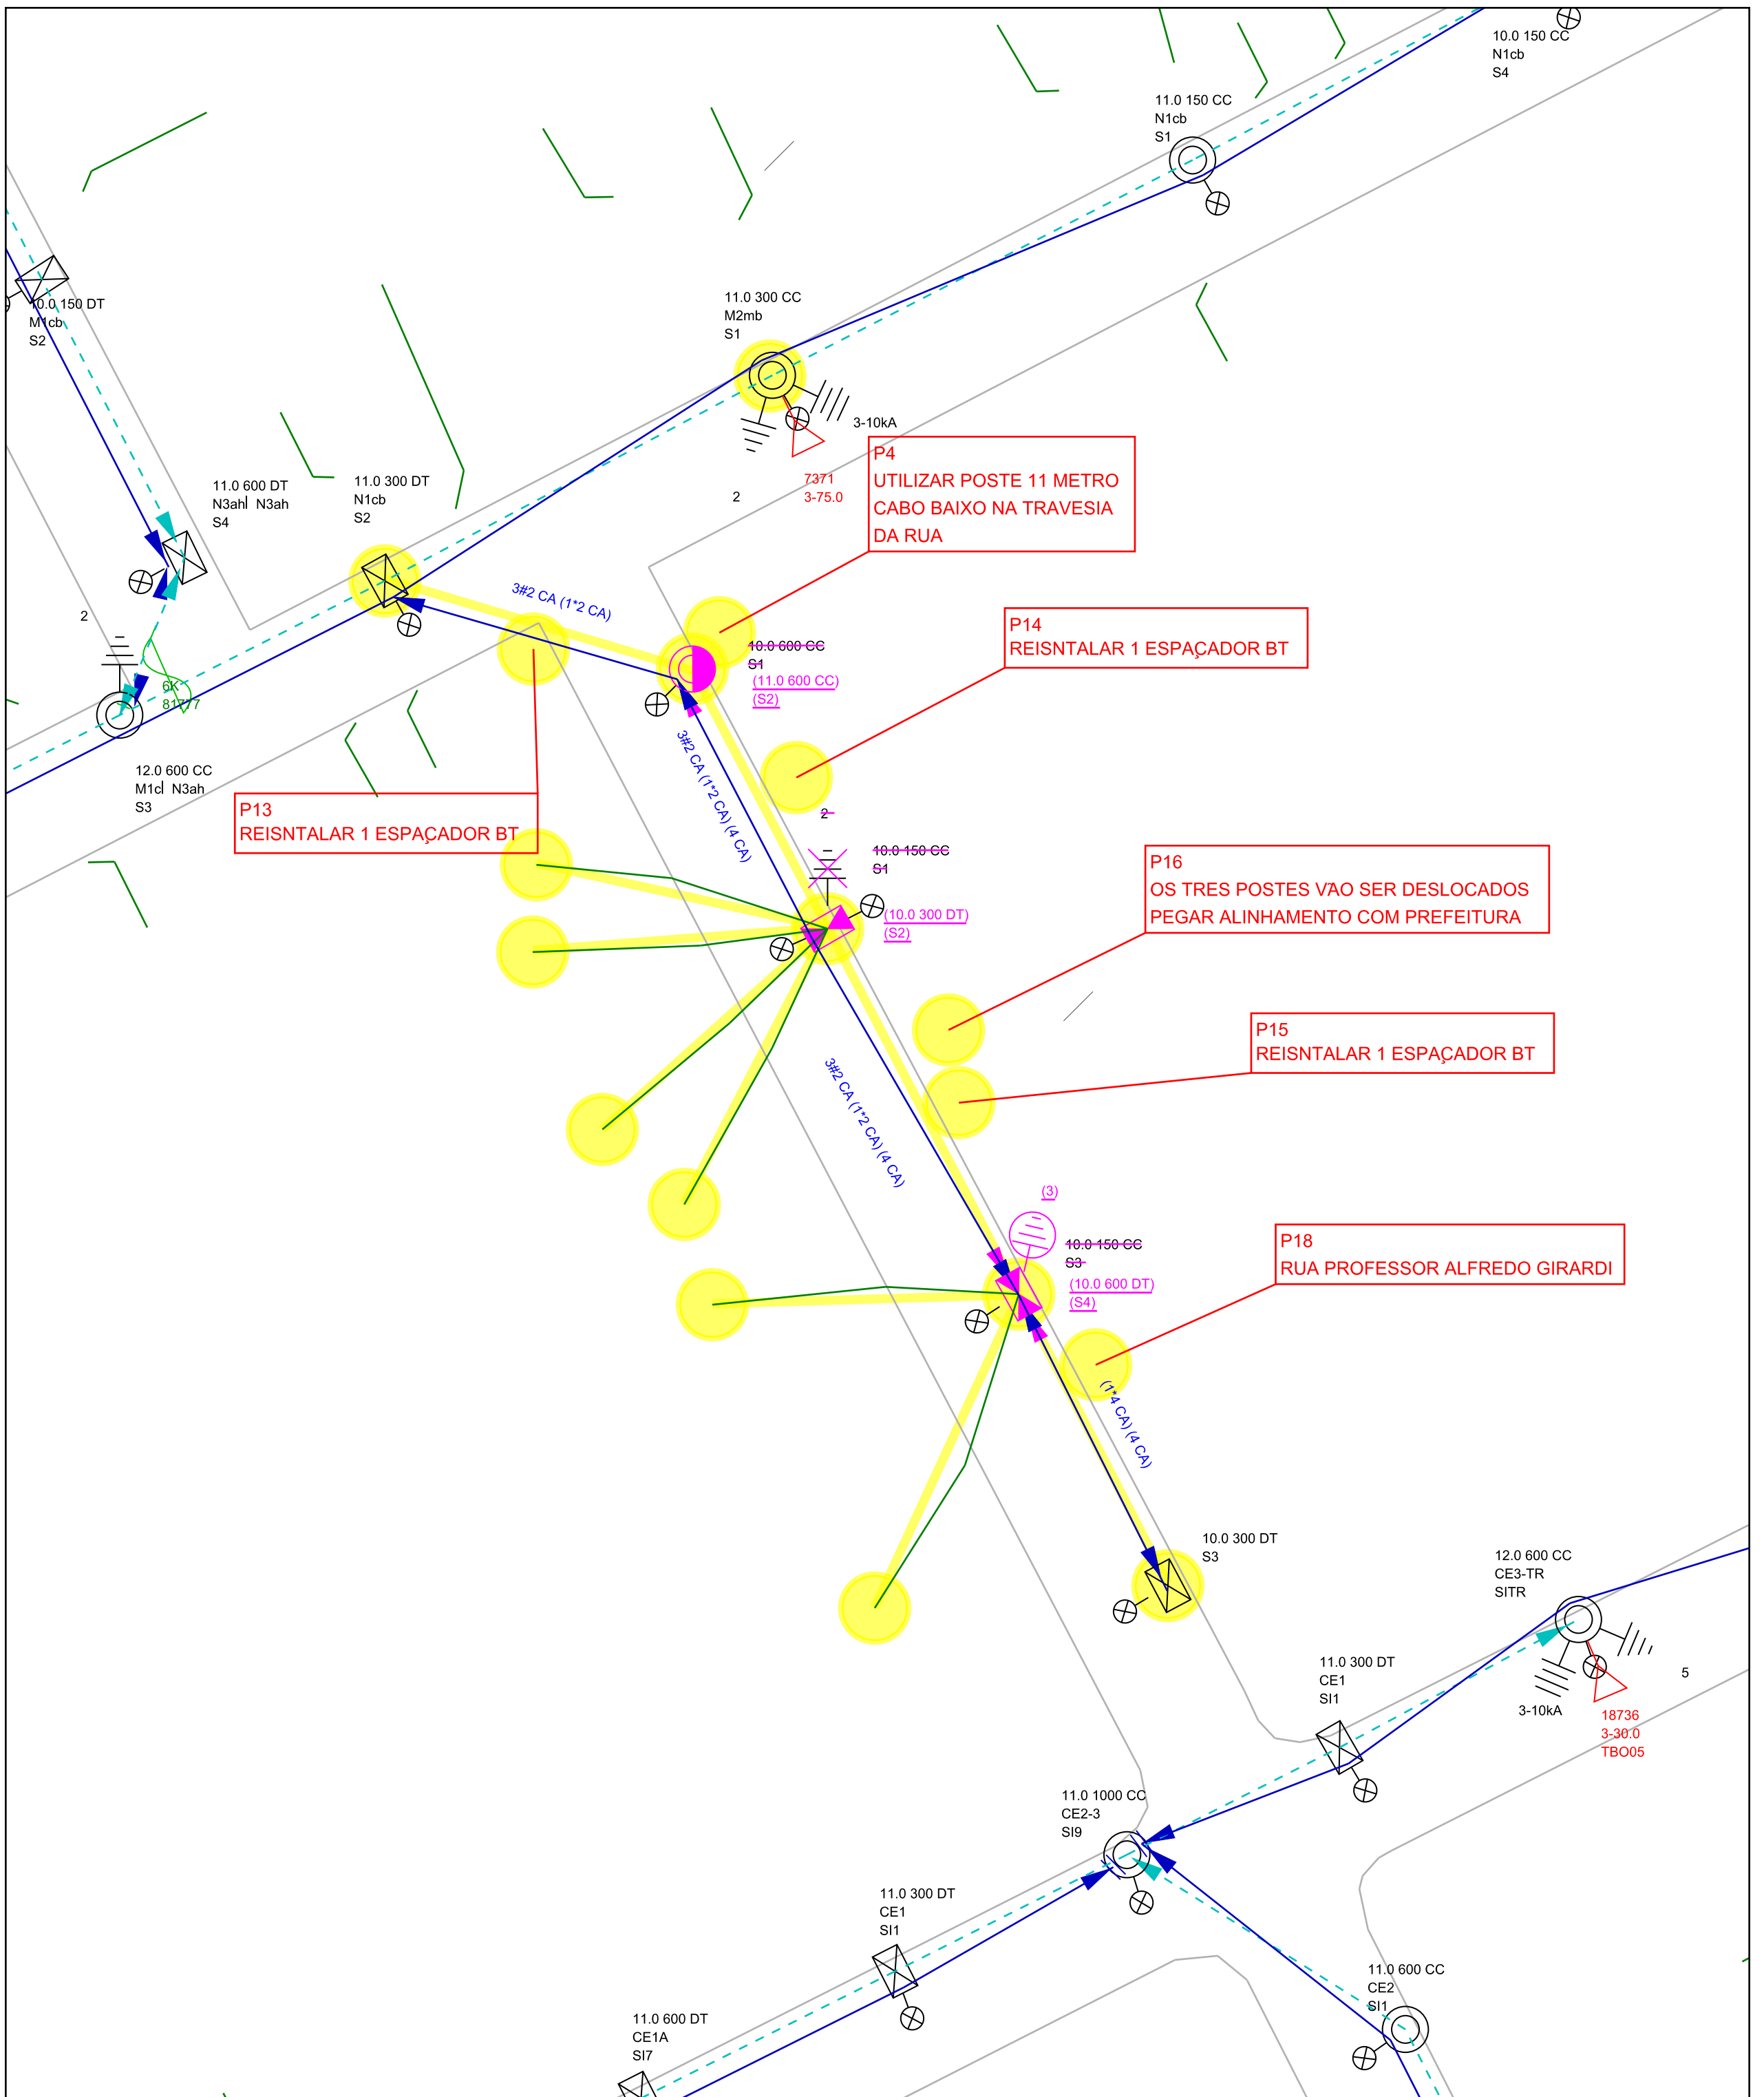 10.0 150 CC
N1cb
S4
11.0 150 CC
N1cb
S1
11.0 300 CC
M2mb
S1
3-10kA
10.0 150 DT
M1cb
S2
7371
3-75.0
2
P4
UTILIZAR POSTE 11 METRO
CABO BAIXO NA TRAVESIA
DA RUA
11.0 600 DT
N3ah| N3ah
S4
11.0 300 DT
N1cb
S2
3#2 CA (1*2 CA)
2
6K
81777
10.0 600 CC
S1
(11.0 600 CC)
(S2)
P14
REISNTALAR 1 ESPAÇADOR BT
12.0 600 CC
M1c| N3ah
S3
P13
REISNTALAR 1 ESPAÇADOR BT
3#2 CA (1*2 CA) (4 CA)
2
10.0 150 CC
S1
(10.0 300 DT)
(S2)
P16
OS TRES POSTES VÃO SER DESLOCADOS
PEGAR ALINHAMENTO COM PREFEITURA
P15
REISNTALAR 1 ESPAÇADOR BT
3#2 CA (1*2 CA) (4 CA)
(3)
10.0 150 CC
S3
(10.0 600 DT)
(S4)
P18
RUA PROFESSOR ALFREDO GIRARDI
(1*4 CA) (4 CA)
10.0 300 DT
S3
12.0 600 CC
CE3-TR
SITR
3-10kA
5
18736
3-30.0
TBO05
11.0 300 DT
CE1
SI1
11.0 1000 CC
CE2-3
SI9
11.0 300 DT
CE1
SI1
11.0 600 CC
CE2
SI1
11.0 600 DT
CE1A
SI7